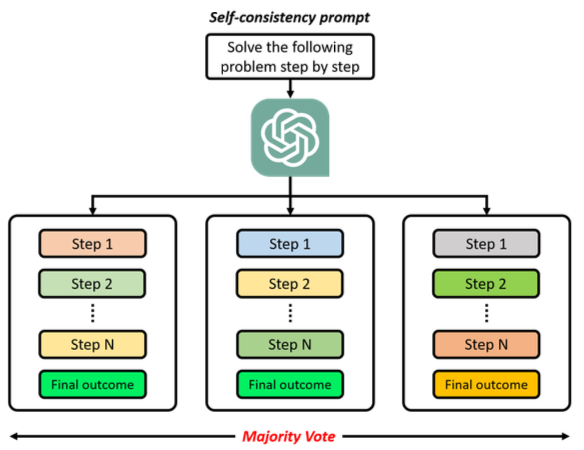 Self-consistency prompt
Solve the following
problem step by step
Step 1
Step 2
Step N
Final outcome
Step 1
Step 2
Step N
Final outcome
Step 1
Step 2
Step N
Final outcome
Majority Vote